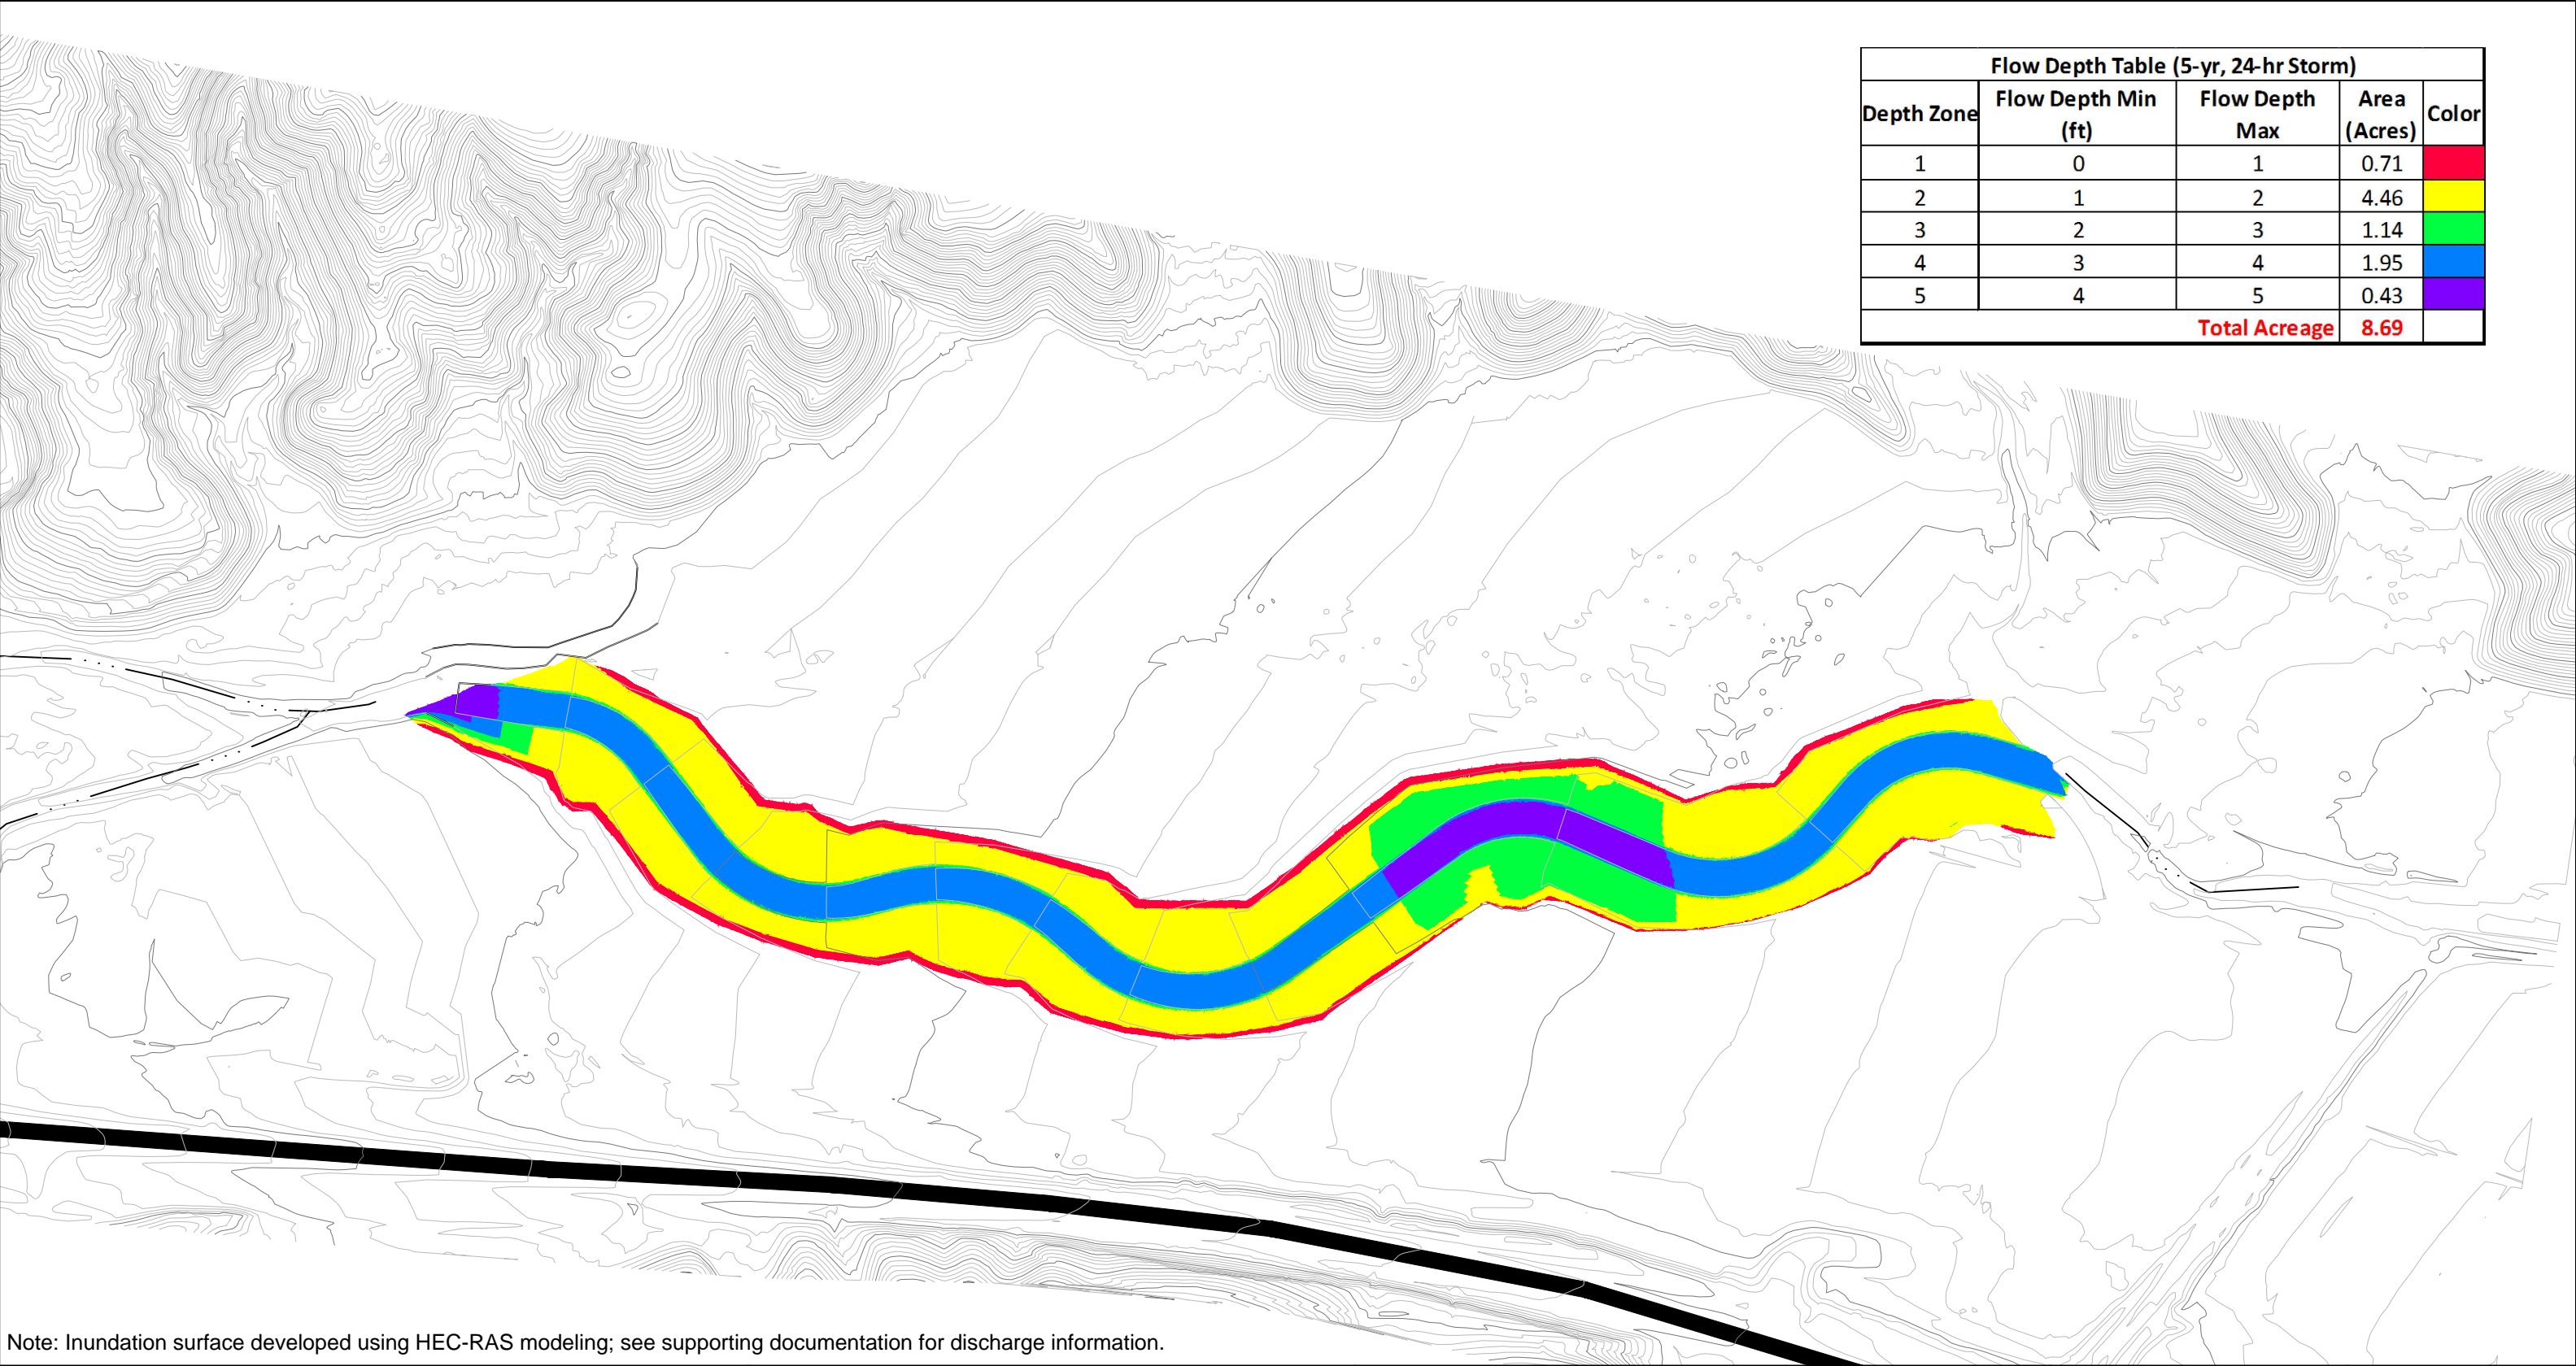 Flow Depth Table (5-yr, 24-hr Storm)
Depth Zone Flow Depth Min (ft) Flow Depth Max Area (Acres) Color
1 0 1 0.71
2 1 2 4.46
3 2 3 1.14
4 3 4 1.95
5 4 5 0.43
Total Acreage 8.69
Note: Inundation surface developed using HEC-RAS modeling; see supporting documentation for discharge information.